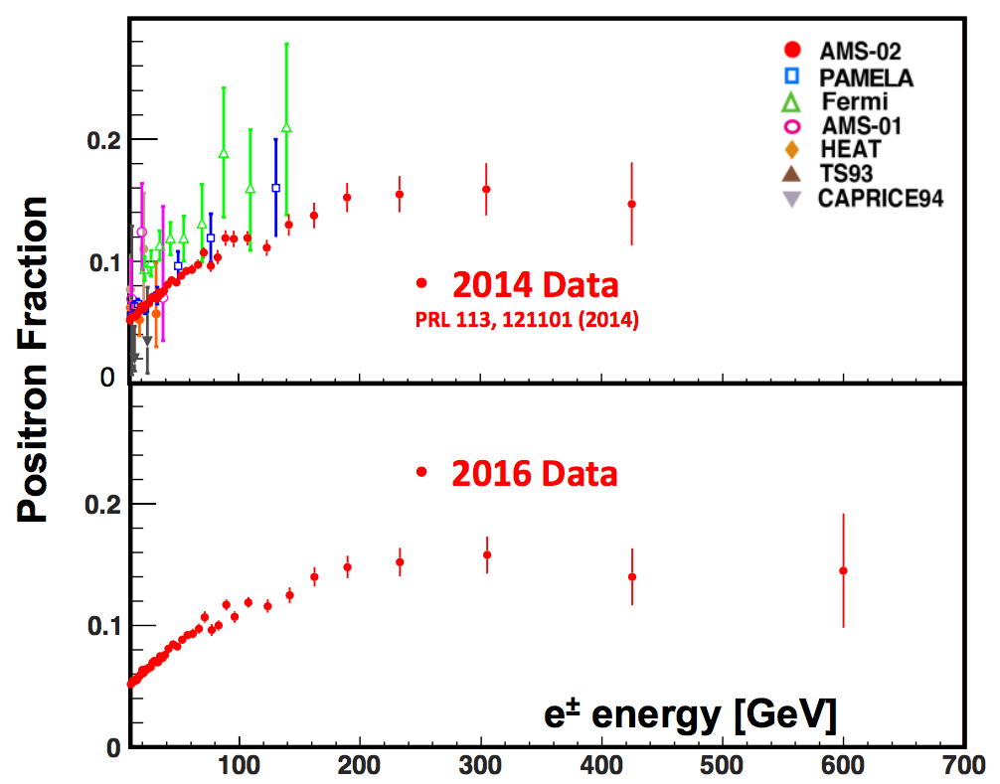 AMS-02
PAMELA
Fermi
AMS-01
HEAT
TS93
CAPRICE94
0.2
0.1
0
2014 Data
PRL 113, 121101 (2014)
Positron Fraction
2016 Data
0.2
0.1
0
e± energy [GeV]
100 200 300 400 500 600 700